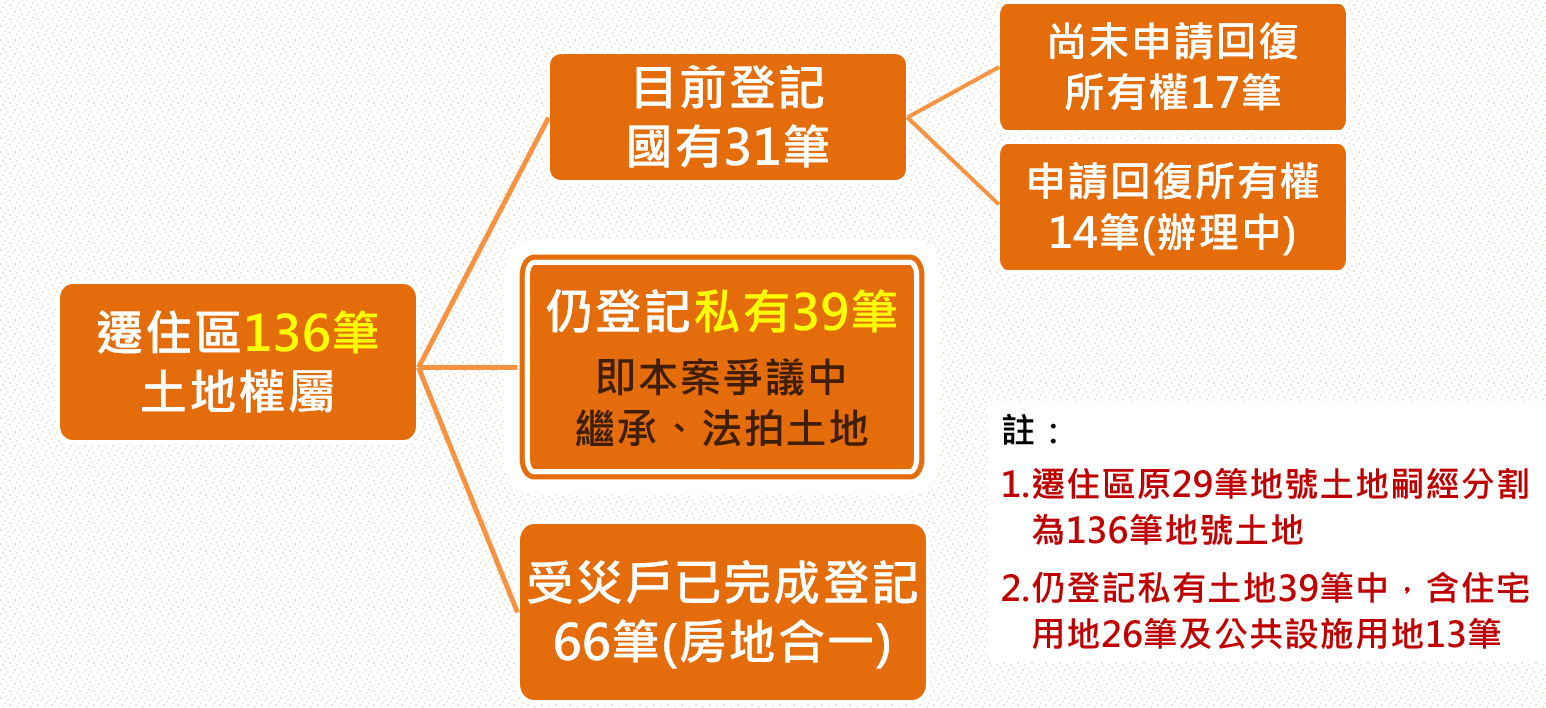 遷住區136筆
土地權屬
目前登記
國有31筆
尚未申請回復
所有權17筆
申請回復所有權
14筆(辦理中)
仍登記私有39筆
即本案爭議中
繼承、法拍土地
受災戶已完成登記
66筆(房地合一)
註：
1.遷住區原29筆地號土地嗣經分割
為136筆地號土地
2.仍登記私有土地39筆中，含住宅
用地26筆及公共設施用地13筆